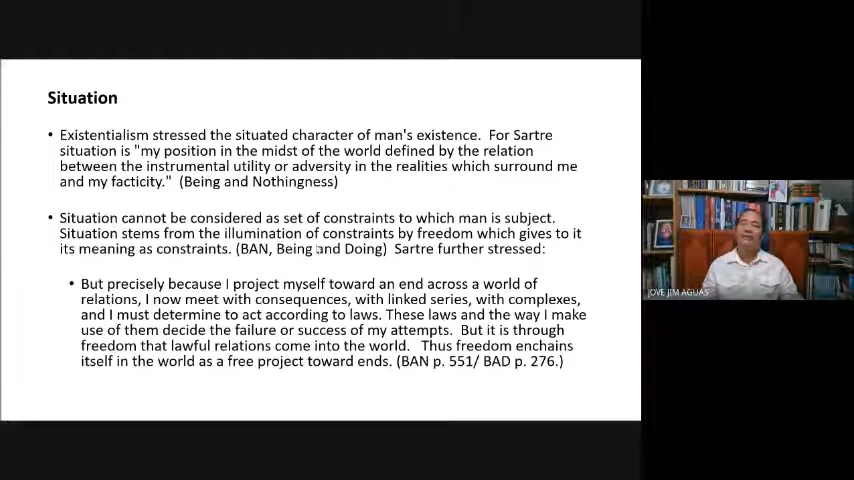 Situation
• Existentialism stressed the situated character of man's existence.  For Sartre
situation is "my position in the midst of the world defined by the relation
between the instrumental utility or adversity in the realities which surround me
and my facticity."  (Being and Nothingness)
• Situation cannot be considered as set of constraints to which man is subject.
Situation stems from the illumination of constraints by freedom which gives to it
its meaning as constraints. (BAN, Being and Doing)  Sartre further stressed:
• But precisely because I project myself toward an end across a world of
relations, I now meet with consequences, with linked series, with complexes,
and I must determine to act according to laws. These laws and the way I make
use of them decide the failure or success of my attempts.  But it is through
freedom that lawful relations come into the world.   Thus freedom enchains
itself in the world as a free project toward ends. (BAN p. 551/ BAD p. 276.)
JOVE JIM AGUAS